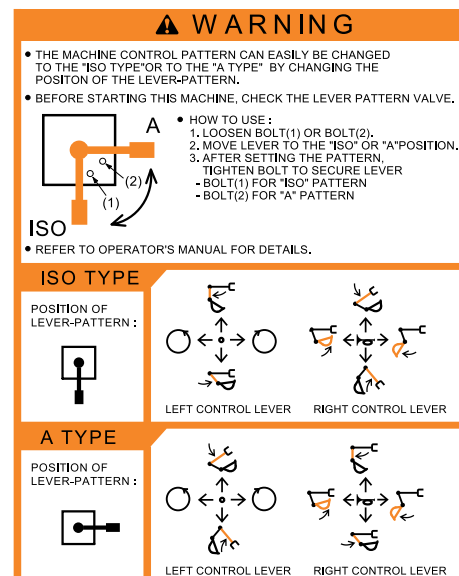 WARNING
• THE MACHINE CONTROL PATTERN CAN EASILY BE CHANGED
TO THE "ISO TYPE"OR TO THE "A TYPE" BY CHANGING THE
POSITON OF THE LEVER-PATTERN.
• BEFORE STARTING THIS MACHINE, CHECK THE LEVER PATTERN VALVE.
A
(2)
(1)
ISO
• HOW TO USE :
1. LOOSEN BOLT(1) OR BOLT(2).
2. MOVE LEVER TO THE "ISO" OR "A"POSITION.
3. AFTER SETTING THE PATTERN,
TIGHTEN BOLT TO SECURE LEVER
- BOLT(1) FOR "ISO" PATTERN
- BOLT(2) FOR "A" PATTERN
• REFER TO OPERATOR'S MANUAL FOR DETAILS.
ISO TYPE
POSITION OF
LEVER-PATTERN :
LEFT CONTROL LEVER RIGHT CONTROL LEVER
A TYPE
POSITION OF
LEVER-PATTERN :
LEFT CONTROL LEVER RIGHT CONTROL LEVER